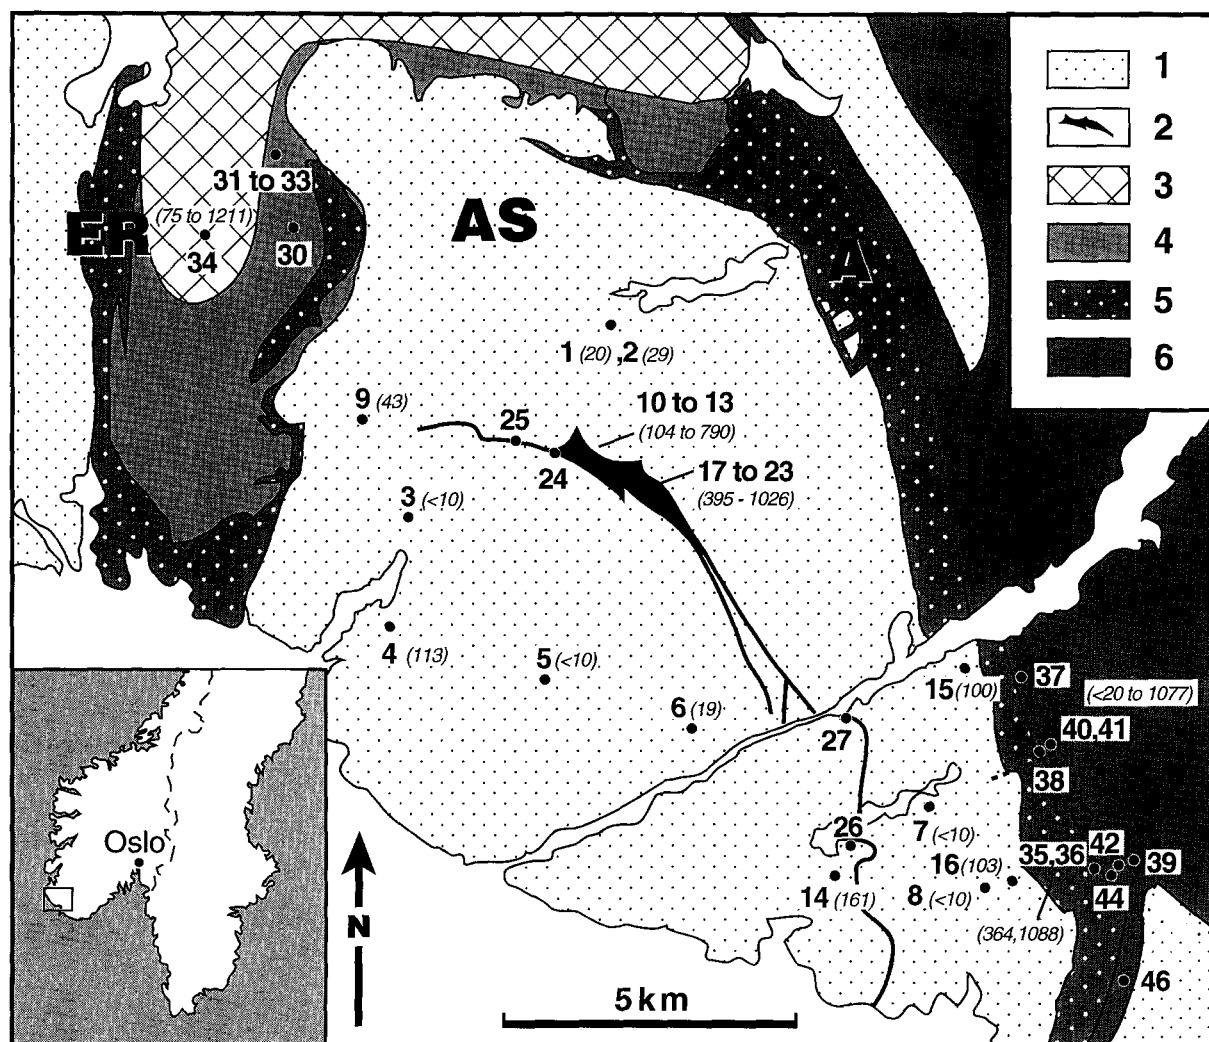 1
2
3
4
5
6
31 to 33
(75 to 1211)
ER
34
30
AS
A
1 (20) ,2 (29)
9 (43)
25
24
10 to 13
(104 to 790)
17 to 23
(395 - 1026)
3 (<10)
4 (113)
5 (<10)
6 (19)
15 (100)
37
(<20 to 1077)
40,41
38
27
26
7 (<10)
14 (161)
16 (103)
8 (<10)
35,36
42
39
44
(364,1088)
46
Oslo
N
5 km